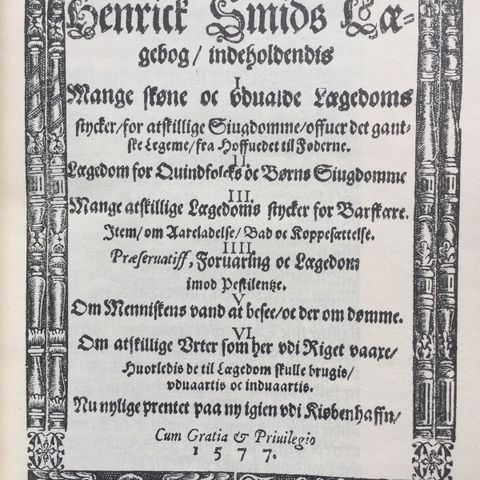 Henrick Smids Læ-
gebog/ indeholdendis
I.
Mange skøne oc vdualde Lægedoms
stycker/for atskillige Siugdomme/offuer det gant-
ske Legeme/fra Hoffuedet til Føderne.
II.
Lægedom for Quindfolcks oc Børns Siugdomme
III.
Mange atskillige Lægedoms stycker for Barskære.
Item/ om Aareladelse/ Bad oc Koppesættelse.
IIII.
Præseruatiff, Foruaring oc Lægedom
imod Pestilentze.
V.
Om Menniskens vand at besee/oc der om dømme.
VI.
Om atskillige Vrter som her vdi Riget vaaxe/
Huorledis de til Lægedom skulle brugis/
vduaartis oc induaartis.
Nu nylige prentet paa ny igien vdi Kiøbenhaffn/
Cum Gratia & Priuilegio
1577.